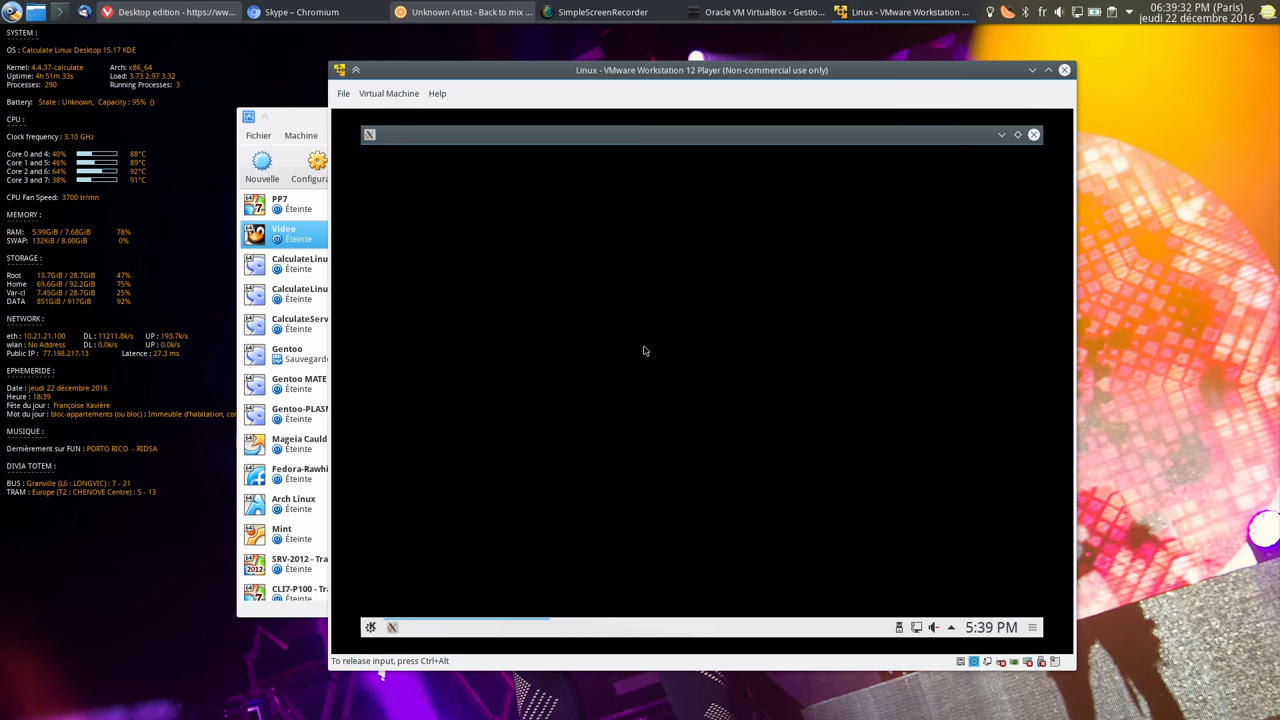 Desktop edition - https://ww...
Skype – Chromium
Unknown Artist - Back to mix ...
SimpleScreenRecorder
Oracle VM VirtualBox - Gestio...
Linux - VMware Workstation ...
fr
06:39:32 PM (Paris)
jeudi 22 décembre 2016
SYSTEM :
OS : Calculate Linux Desktop 15.17 KDE
Kernel: 4.4.37-calculate Arch: x86_64
Uptime: 4h 51m 33s Load: 3.73 2.97 3.32
Processes: 290 Running Processes: 3
Battery: State : Unknown, Capacity : 95% ()
CPU :
Clock frequency : 3.10 GHz
Core 0 and 4: 40% 88°C
Core 1 and 5: 46% 89°C
Core 2 and 6: 64% 92°C
Core 3 and 7: 38% 91°C
CPU Fan Speed: 3700 tr/mn
MEMORY :
RAM: 5.99GiB / 7.68GiB 78%
SWAP: 132KiB / 8.00GiB 0%
STORAGE :
Root 13.7GiB / 28.7GiB 47%
Home 69.6GiB / 92.2GiB 75%
Var-cl 7.45GiB / 28.7GiB 25%
DATA 851GiB / 917GiB 92%
NETWORK :
eth : 10.21.21.100 DL : 11211.8k/s UP : 193.7k/s
wlan : No Address DL : 0.0k/s UP : 0.0k/s
Public IP : 77.198.217.13 Latence : 27.3 ms
EPHEMERIDE :
Date : jeudi 22 décembre 2016
Heure : 18:39
Fête du jour : Françoise Xavière
Mot du jour : bloc-appartements (ou bloc) : Immeuble d'habitation, cor
MUSIQUE :
Dernièrement sur FUN : PORTO RICO - RIDSA
DIVIA TOTEM :
BUS : Granville (L6 : LONGVIC) : 7 - 21
TRAM : Europe (T2 : CHENOVE Centre) : 5 - 13
Fichier Machine
Nouvelle Configura
PP7
Éteinte
Video
Éteinte
CalculateLinu
Éteinte
CalculateLinu
Éteinte
CalculateServ
Éteinte
Gentoo
Sauvegardé
Gentoo MATE
Éteinte
Gentoo-PLASM
Éteinte
Mageia Cauld
Éteinte
Fedora-Rawhi
Éteinte
Arch Linux
Éteinte
Mint
Éteinte
SRV-2012 - Tra
Éteinte
CLI7-P100 - Tr
Éteinte
Linux - VMware Workstation 12 Player (Non-commercial use only)
File Virtual Machine Help
5:39 PM
To release input, press Ctrl+Alt